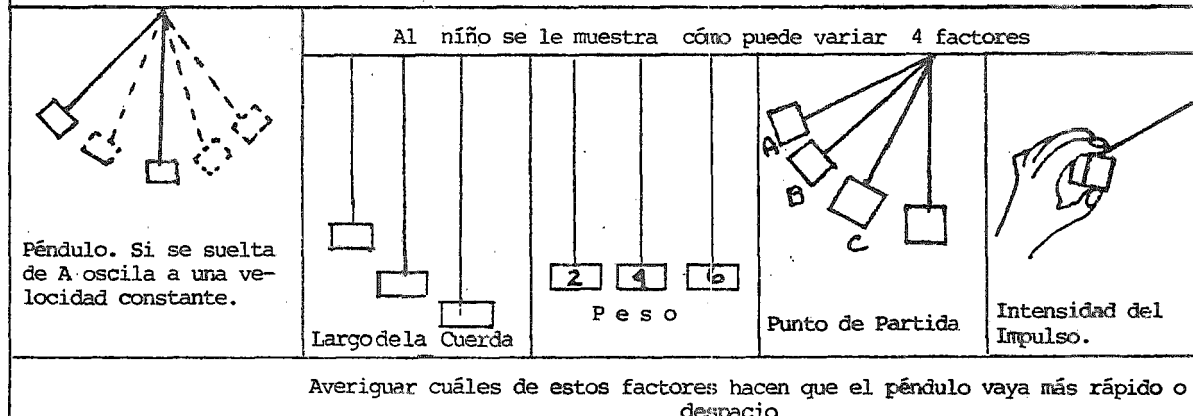 Al níño se le muestra cómo puede variar 4 factores
Péndulo. Si se suelta
de A oscila a una ve-
locidad constante.
Largo de la Cuerda
2 4 6
P e s o
A
B
C
Punto de Partida
Intensidad del
Impulso.
Averiguar cuáles de estos factores hacen que el péndulo vaya más rápido o
despacio